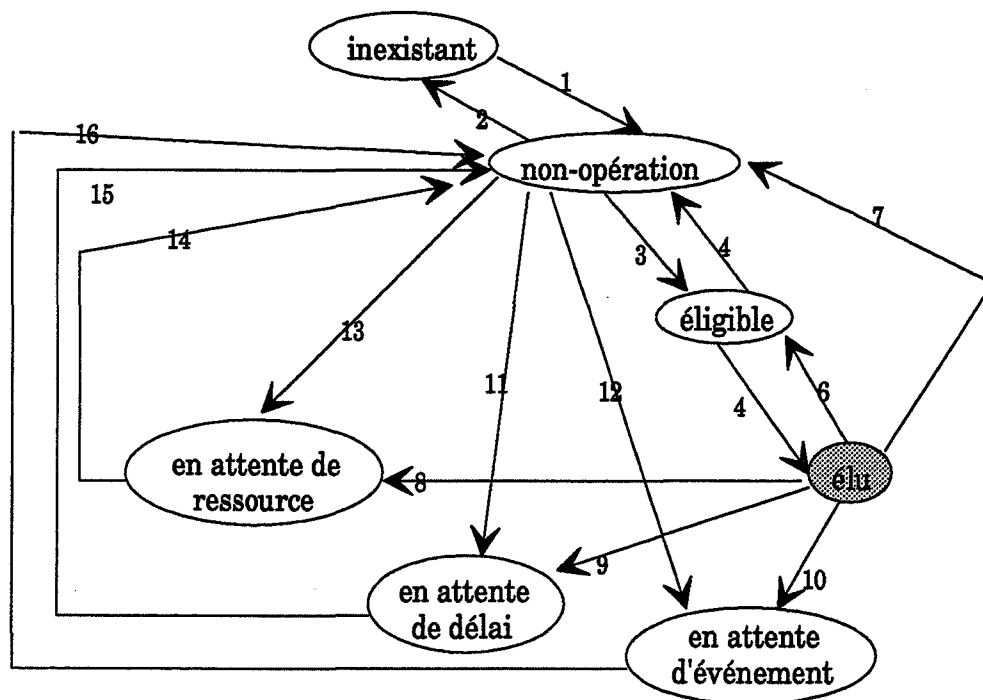 inexistant
1
2
16
non-opération
15
7
14
3
4
éligible
13
11
12
4
6
en attente de
ressource
8
élu
9
10
en attente
de délai
en attente
d'événement